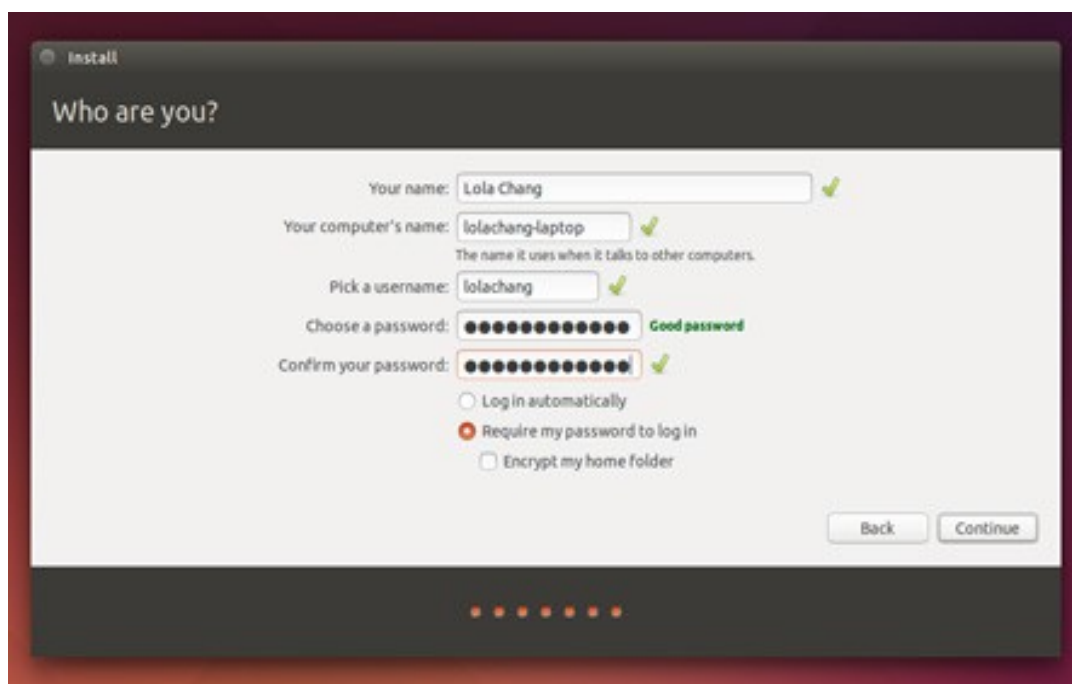 Install
Who are you?
Your name: Lola Chang
Your computer's name: lolachang-laptop
The name it uses when it talks to other computers.
Pick a username: lolachang
Choose a password: ●●●●●●●●●●●● Good password
Confirm your password: ●●●●●●●●●●●●
Log in automatically
Require my password to log in
Encrypt my home folder
Back Continue